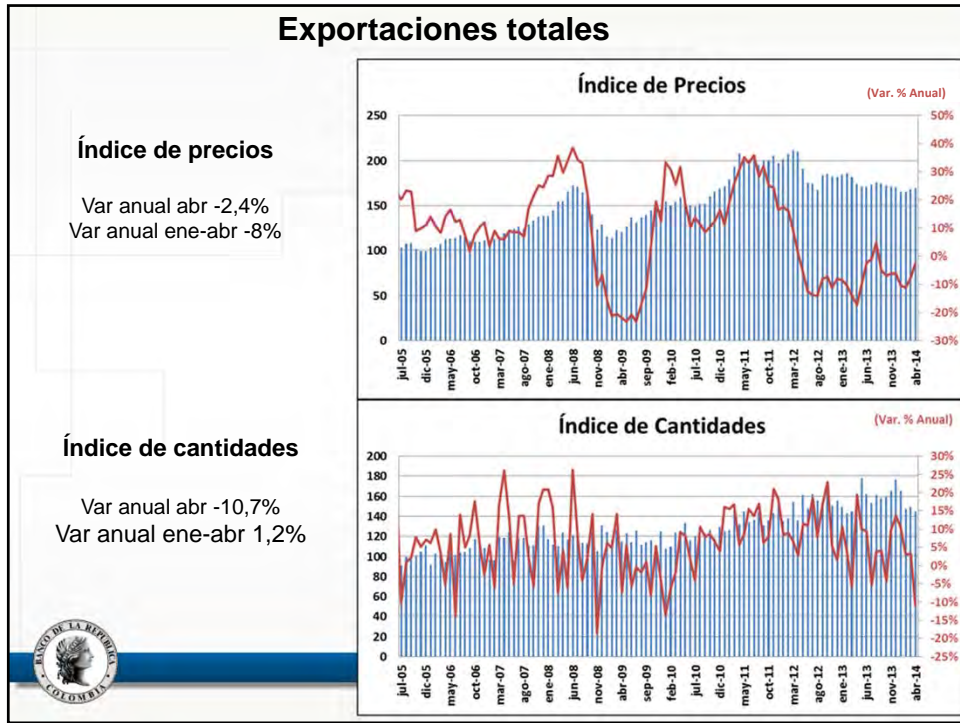 Exportaciones totales
Índice de precios
Var anual abr -2,4%
Var anual ene-abr -8%
Índice de cantidades
Var anual abr -10,7%
Var anual ene-abr 1,2%
BANCO DE LA REPUBLICA
COLOMBIA
Índice de Precios
(Var. % Anual)
250
200
150
100
50
0
50%
40%
30%
20%
10%
0%
-10%
-20%
-30%
jul-05
dic-05
may-06
oct-06
mar-07
ago-07
ene-08
jun-08
nov-08
abr-09
sep-09
feb-10
jul-10
dic-10
may-11
oct-11
mar-12
ago-12
ene-13
jun-13
nov-13
abr-14
Índice de Cantidades
(Var. % Anual)
200
180
160
140
120
100
80
60
40
20
0
30%
25%
20%
15%
10%
5%
0%
-5%
-10%
-15%
-20%
-25%
jul-05
dic-05
may-06
oct-06
mar-07
ago-07
ene-08
jun-08
nov-08
abr-09
sep-09
feb-10
jul-10
dic-10
may-11
oct-11
mar-12
ago-12
ene-13
jun-13
nov-13
abr-14